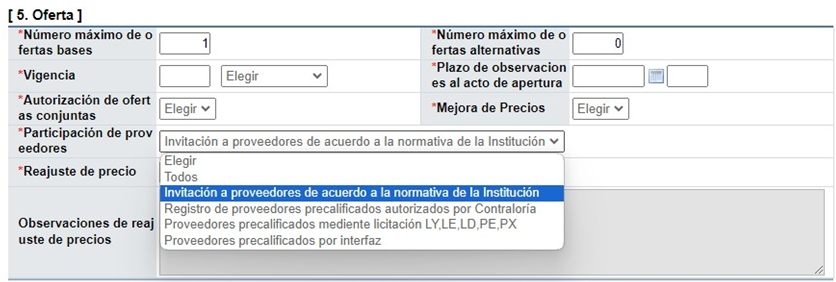 [ 5. Oferta ]
*Número máximo de o
fertas bases
1
*Número máximo de o
fertas alternativas
0
*Vigencia
Elegir
*Plazo de observacion
es al acto de apertura
*Autorización de ofert
as conjuntas
Elegir
*Mejora de Precios
Elegir
*Participación de prov
eedores
Invitación a proveedores de acuerdo a la normativa de la Institución
Elegir
Todos
Invitación a proveedores de acuerdo a la normativa de la Institución
Registro de proveedores precalificados autorizados por Contraloría
Proveedores precalificados mediante licitación LY,LE,LD,PE,PX
Proveedores precalificados por interfaz
*Reajuste de precio
Observaciones de reaj
uste de precios